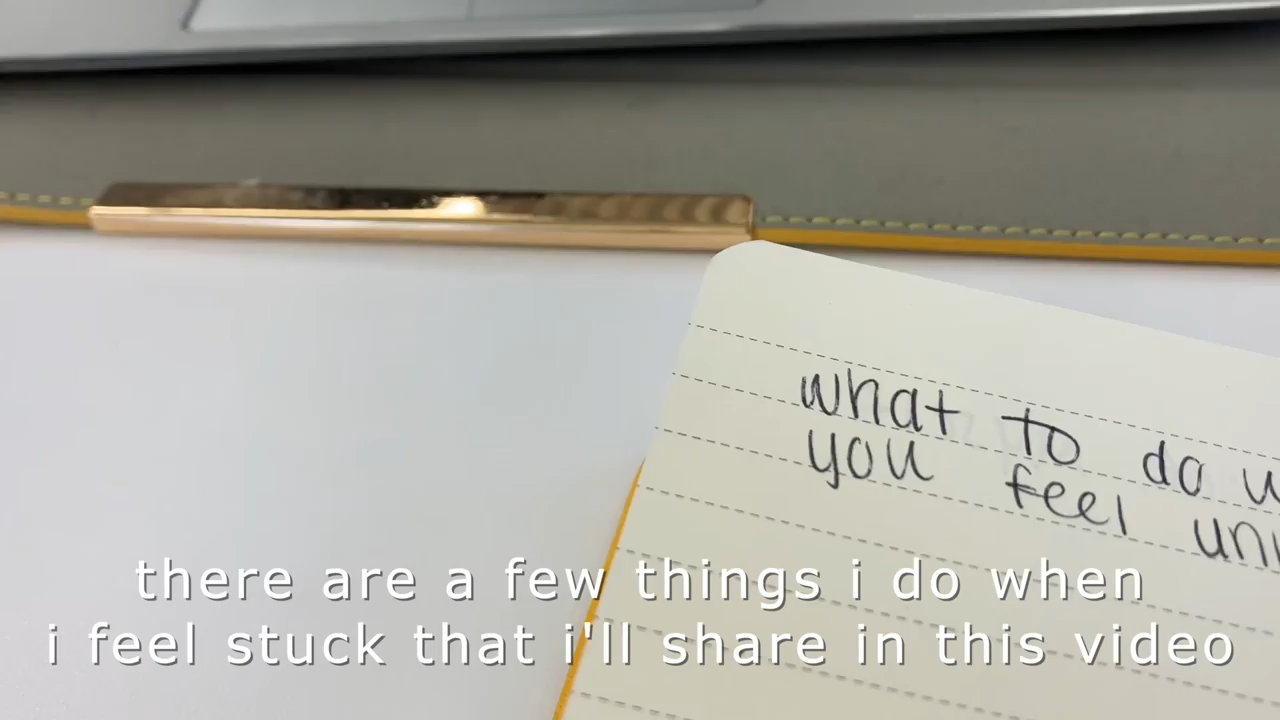 what to do
you feel
there are a few things i do when
i feel stuck that i'll share in this video